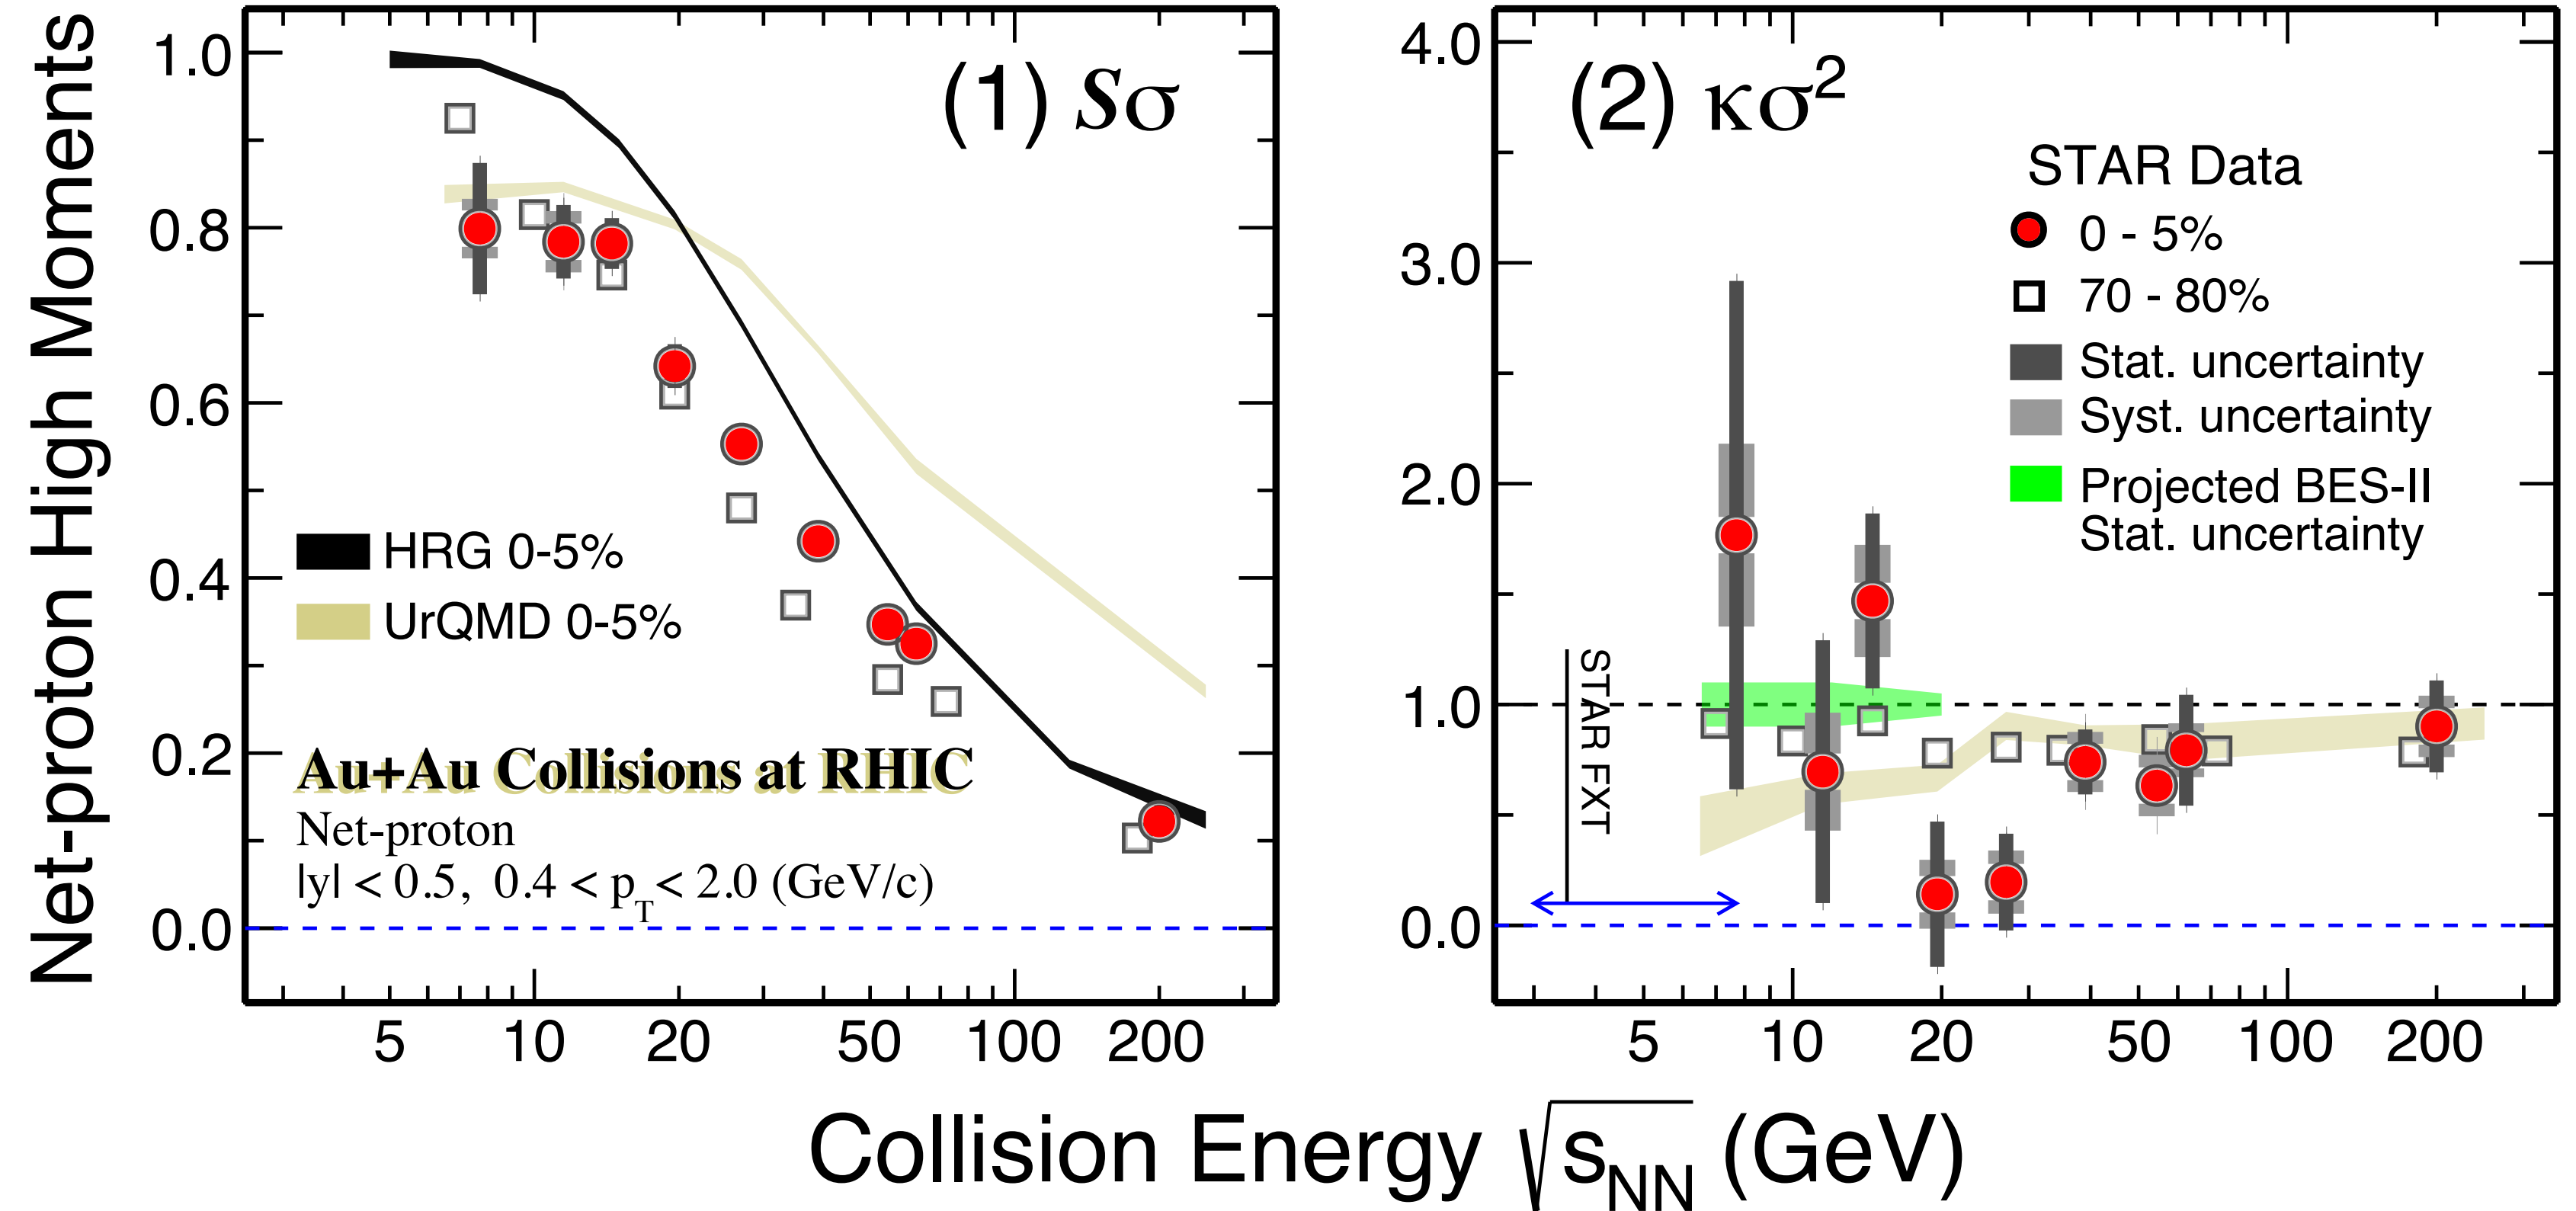 Net-proton High Moments
1.0
0.8
0.6
0.4
0.2
0.0
(1) Sσ
HRG 0-5%
UrQMD 0-5%
Au+Au Collisions at RHIC
Net-proton
|y| < 0.5, 0.4 < pT < 2.0 (GeV/c)
5 10 20 50 100 200
4.0
3.0
2.0
1.0
0.0
(2) κσ²
STAR Data
0 - 5%
70 - 80%
Stat. uncertainty
Syst. uncertainty
Projected BES-II
Stat. uncertainty
STAR FXT
5 10 20 50 100 200
Collision Energy √sNN (GeV)